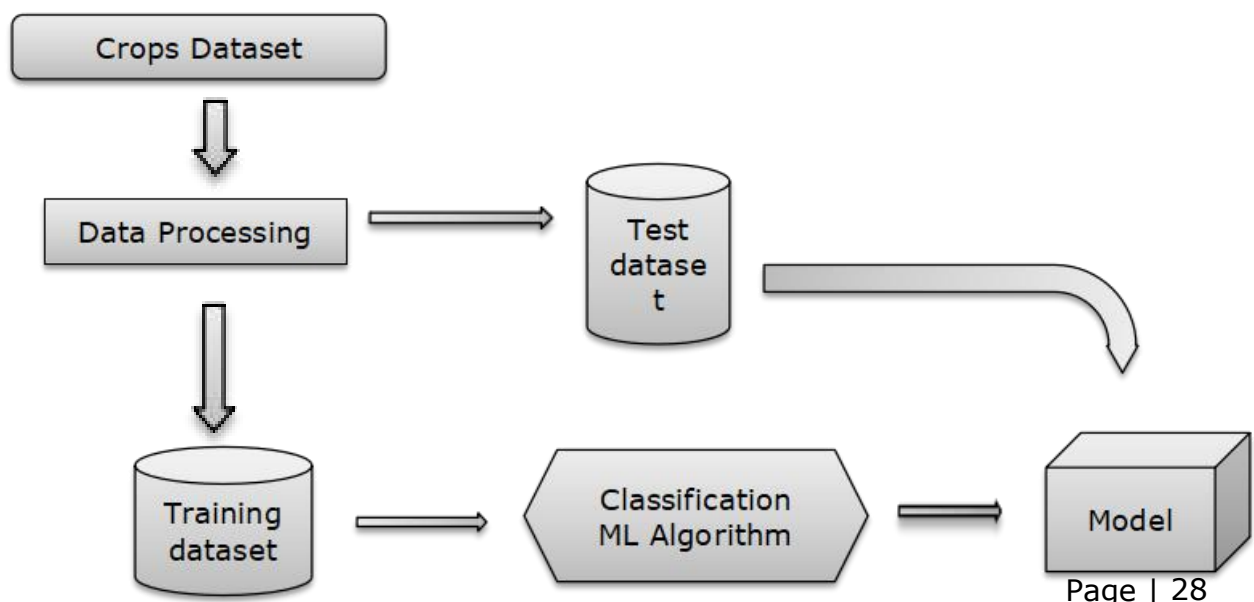 Crops Dataset
Data Processing
Test
datase
t
Training
dataset
Classification
ML Algorithm
Model
Page | 28